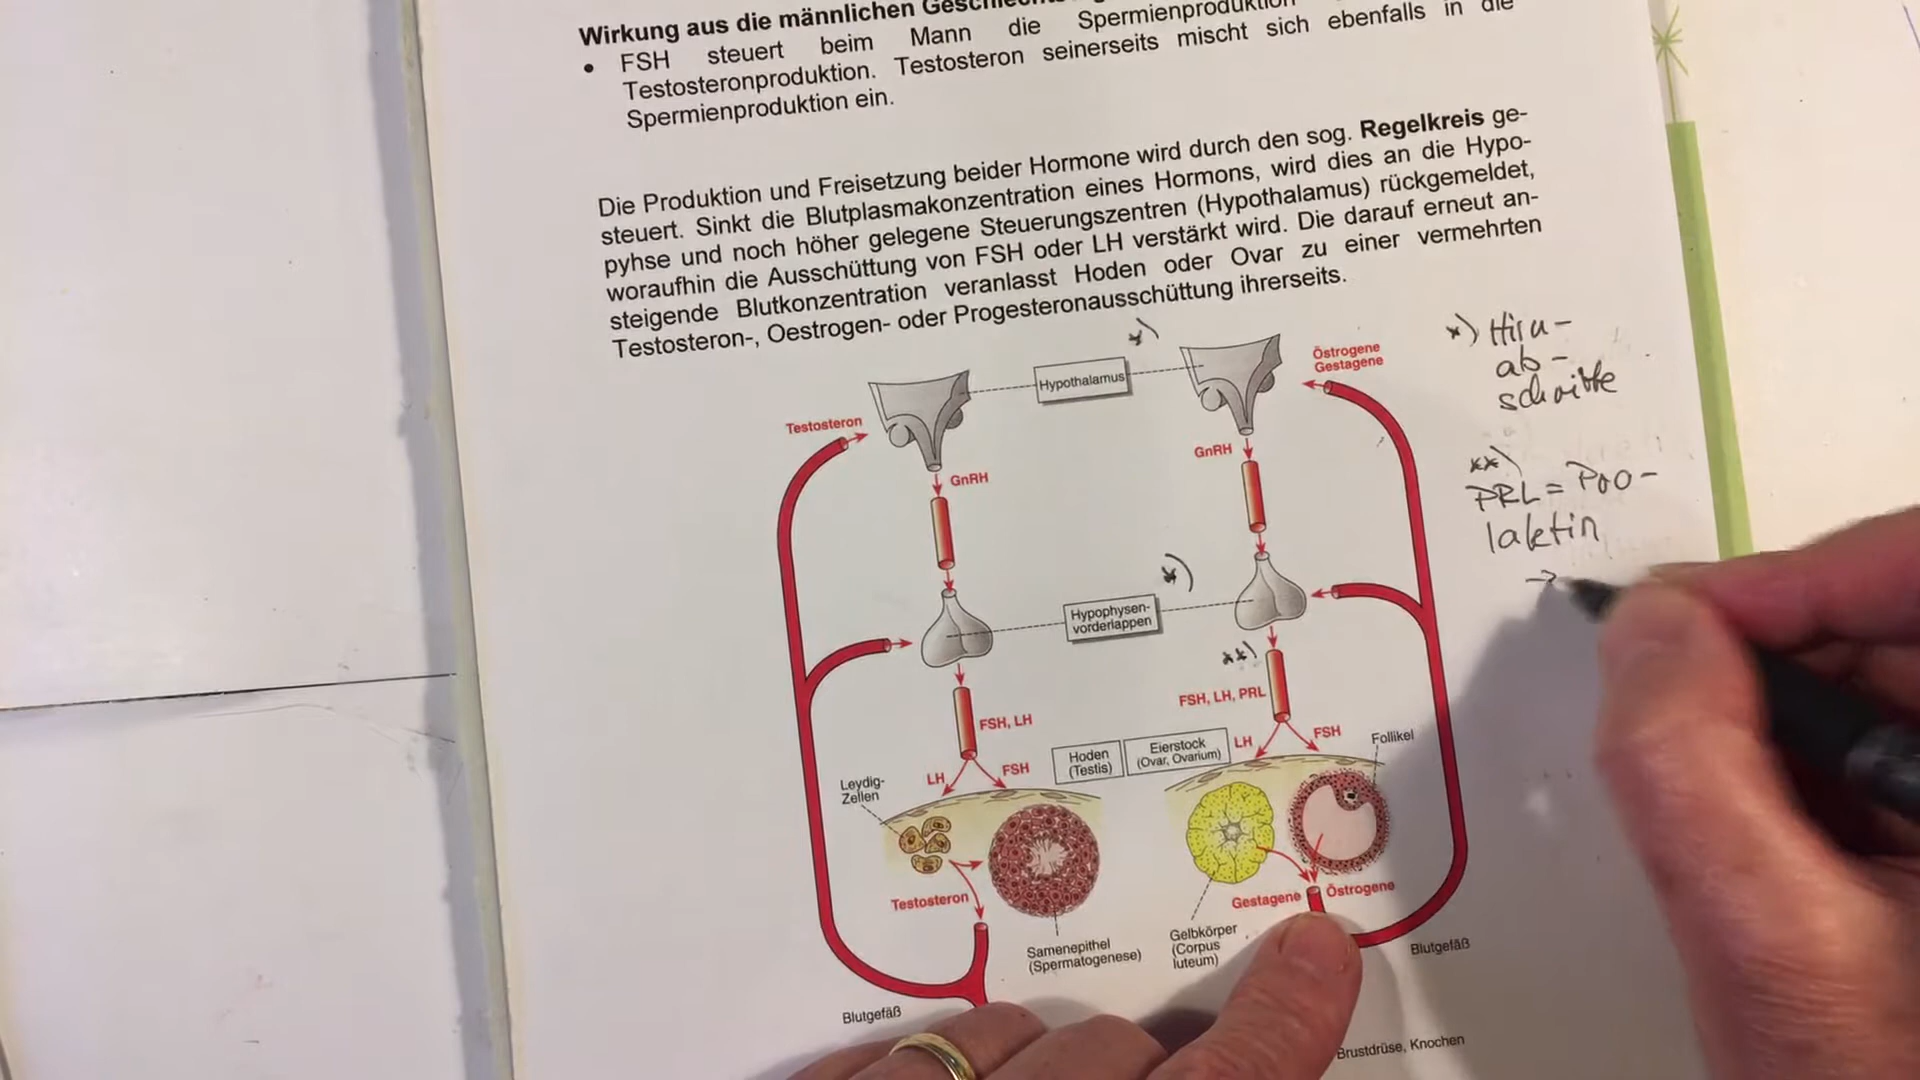 Wirkung aus die männlichen
FSH steuert beim Mann die Spermienproduktion
Testosteronproduktion. Testosteron seinerseits mischt sich ebenfalls in die
Spermienproduktion ein.
Die Produktion und Freisetzung beider Hormone wird durch den sog. Regelkreis ge-
steuert. Sinkt die Blutplasmakonzentration eines Hormons, wird dies an die Hypo-
pyhse und noch höher gelegene Steuerungszentren (Hypothalamus) rückgemeldet,
woraufhin die Ausschüttung von FSH oder LH verstärkt wird. Die darauf erneut an-
steigende Blutkonzentration veranlasst Hoden oder Ovar zu einer vermehrten
Testosteron-, Oestrogen- oder Progesteronausschüttung ihrerseits.
*)
*) Hirn-
ab-
schnitte
Östrogene
Gestagene
Hypothalamus
Testosteron
GnRH
GnRH
**)
PRL = Pro-
laktin
→
*)
Hypophysen-
vorderlappen
**)
FSH, LH, PRL
FSH, LH
LH
FSH
Follikel
Hoden
(Testis)
Eierstock
(Ovar, Ovarium)
LH
FSH
Leydig-
Zellen
Testosteron
Gestagene
Östrogene
Samenepithel
(Spermatogenese)
Gelbkörper
(Corpus
luteum)
Blutgefäß
Blutgefäß
Brustdrüse, Knochen